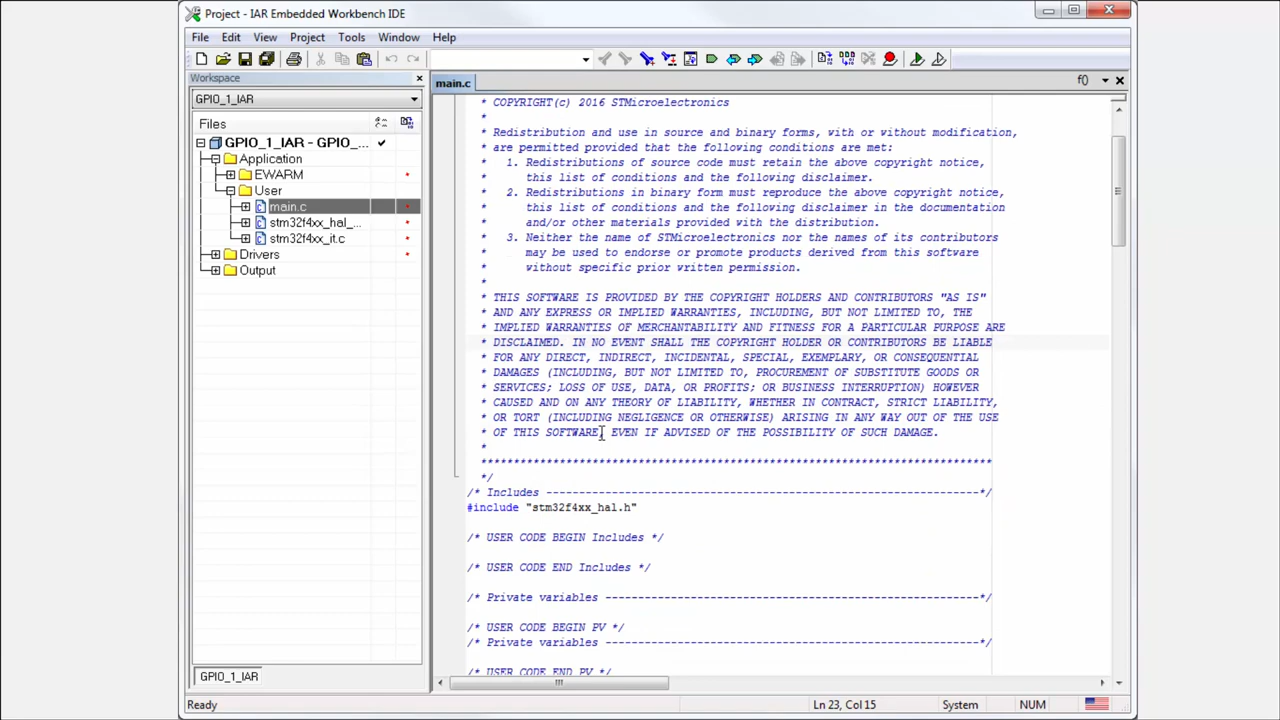 Project - IAR Embedded Workbench IDE
File Edit View Project Tools Window Help
Workspace
main.c
f()
GPIO_1_IAR
Files
GPIO_1_IAR - GPIO_...
Application
EWARM
User
main.c
stm32f4xx_hal_...
stm32f4xx_it.c
Drivers
Output
* COPYRIGHT(c) 2016 STMicroelectronics
*
* Redistribution and use in source and binary forms, with or without modification,
* are permitted provided that the following conditions are met:
* 1. Redistributions of source code must retain the above copyright notice,
* this list of conditions and the following disclaimer.
* 2. Redistributions in binary form must reproduce the above copyright notice,
* this list of conditions and the following disclaimer in the documentation
* and/or other materials provided with the distribution.
* 3. Neither the name of STMicroelectronics nor the names of its contributors
* may be used to endorse or promote products derived from this software
* without specific prior written permission.
*
* THIS SOFTWARE IS PROVIDED BY THE COPYRIGHT HOLDERS AND CONTRIBUTORS "AS IS"
* AND ANY EXPRESS OR IMPLIED WARRANTIES, INCLUDING, BUT NOT LIMITED TO, THE
* IMPLIED WARRANTIES OF MERCHANTABILITY AND FITNESS FOR A PARTICULAR PURPOSE ARE
* DISCLAIMED. IN NO EVENT SHALL THE COPYRIGHT HOLDER OR CONTRIBUTORS BE LIABLE
* FOR ANY DIRECT, INDIRECT, INCIDENTAL, SPECIAL, EXEMPLARY, OR CONSEQUENTIAL
* DAMAGES (INCLUDING, BUT NOT LIMITED TO, PROCUREMENT OF SUBSTITUTE GOODS OR
* SERVICES; LOSS OF USE, DATA, OR PROFITS; OR BUSINESS INTERRUPTION) HOWEVER
* CAUSED AND ON ANY THEORY OF LIABILITY, WHETHER IN CONTRACT, STRICT LIABILITY,
* OR TORT (INCLUDING NEGLIGENCE OR OTHERWISE) ARISING IN ANY WAY OUT OF THE USE
* OF THIS SOFTWARE, EVEN IF ADVISED OF THE POSSIBILITY OF SUCH DAMAGE.
*
******************************************************************************
*/
/* Includes ------------------------------------------------------------------*/
#include "stm32f4xx_hal.h"
/* USER CODE BEGIN Includes */
/* USER CODE END Includes */
/* Private variables ---------------------------------------------------------*/
/* USER CODE BEGIN PV */
/* Private variables ---------------------------------------------------------*/
/* USER CODE END PV */
GPIO_1_IAR
Ready
Ln 23, Col 15
System
NUM